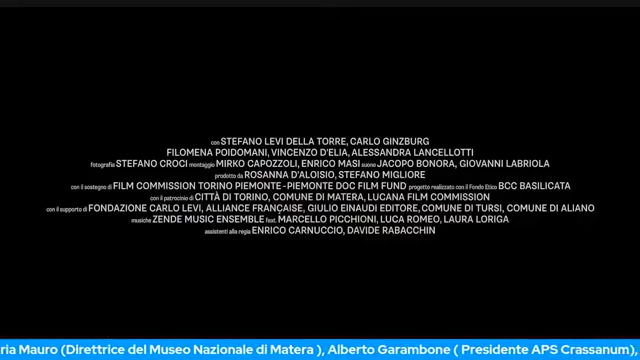 con STEFANO LEVI DELLA TORRE, CARLO GINZBURG
FILOMENA POIDOMANI, VINCENZO D'ELIA, ALESSANDRA LANCELLOTTI
fotografia STEFANO CROCI montaggio MIRKO CAPOZZOLI, ENRICO MASI suono JACOPO BONORA, GIOVANNI LABRIOLA
prodotto da ROSANNA D'ALOISIO, STEFANO MIGLIORE
con il sostegno di FILM COMMISSION TORINO PIEMONTE - PIEMONTE DOC FILM FUND progetto realizzato con il Fondo Etico BCC BASILICATA
con il patrocinio di CITTÀ DI TORINO, COMUNE DI MATERA, LUCANA FILM COMMISSION
con il supporto di FONDAZIONE CARLO LEVI, ALLIANCE FRANÇAISE, GIULIO EINAUDI EDITORE, COMUNE DI TURSI, COMUNE DI ALIANO
musiche ZENDE MUSIC ENSEMBLE feat. MARCELLO PICCHIONI, LUCA ROMEO, LAURA LORIGA
assistenti alla regia ENRICO CARNUCCIO, DAVIDE RABACCHIN
ria Mauro (Direttrice del Museo Nazionale di Matera ), Alberto Garambone ( Presidente APS Crassanum),